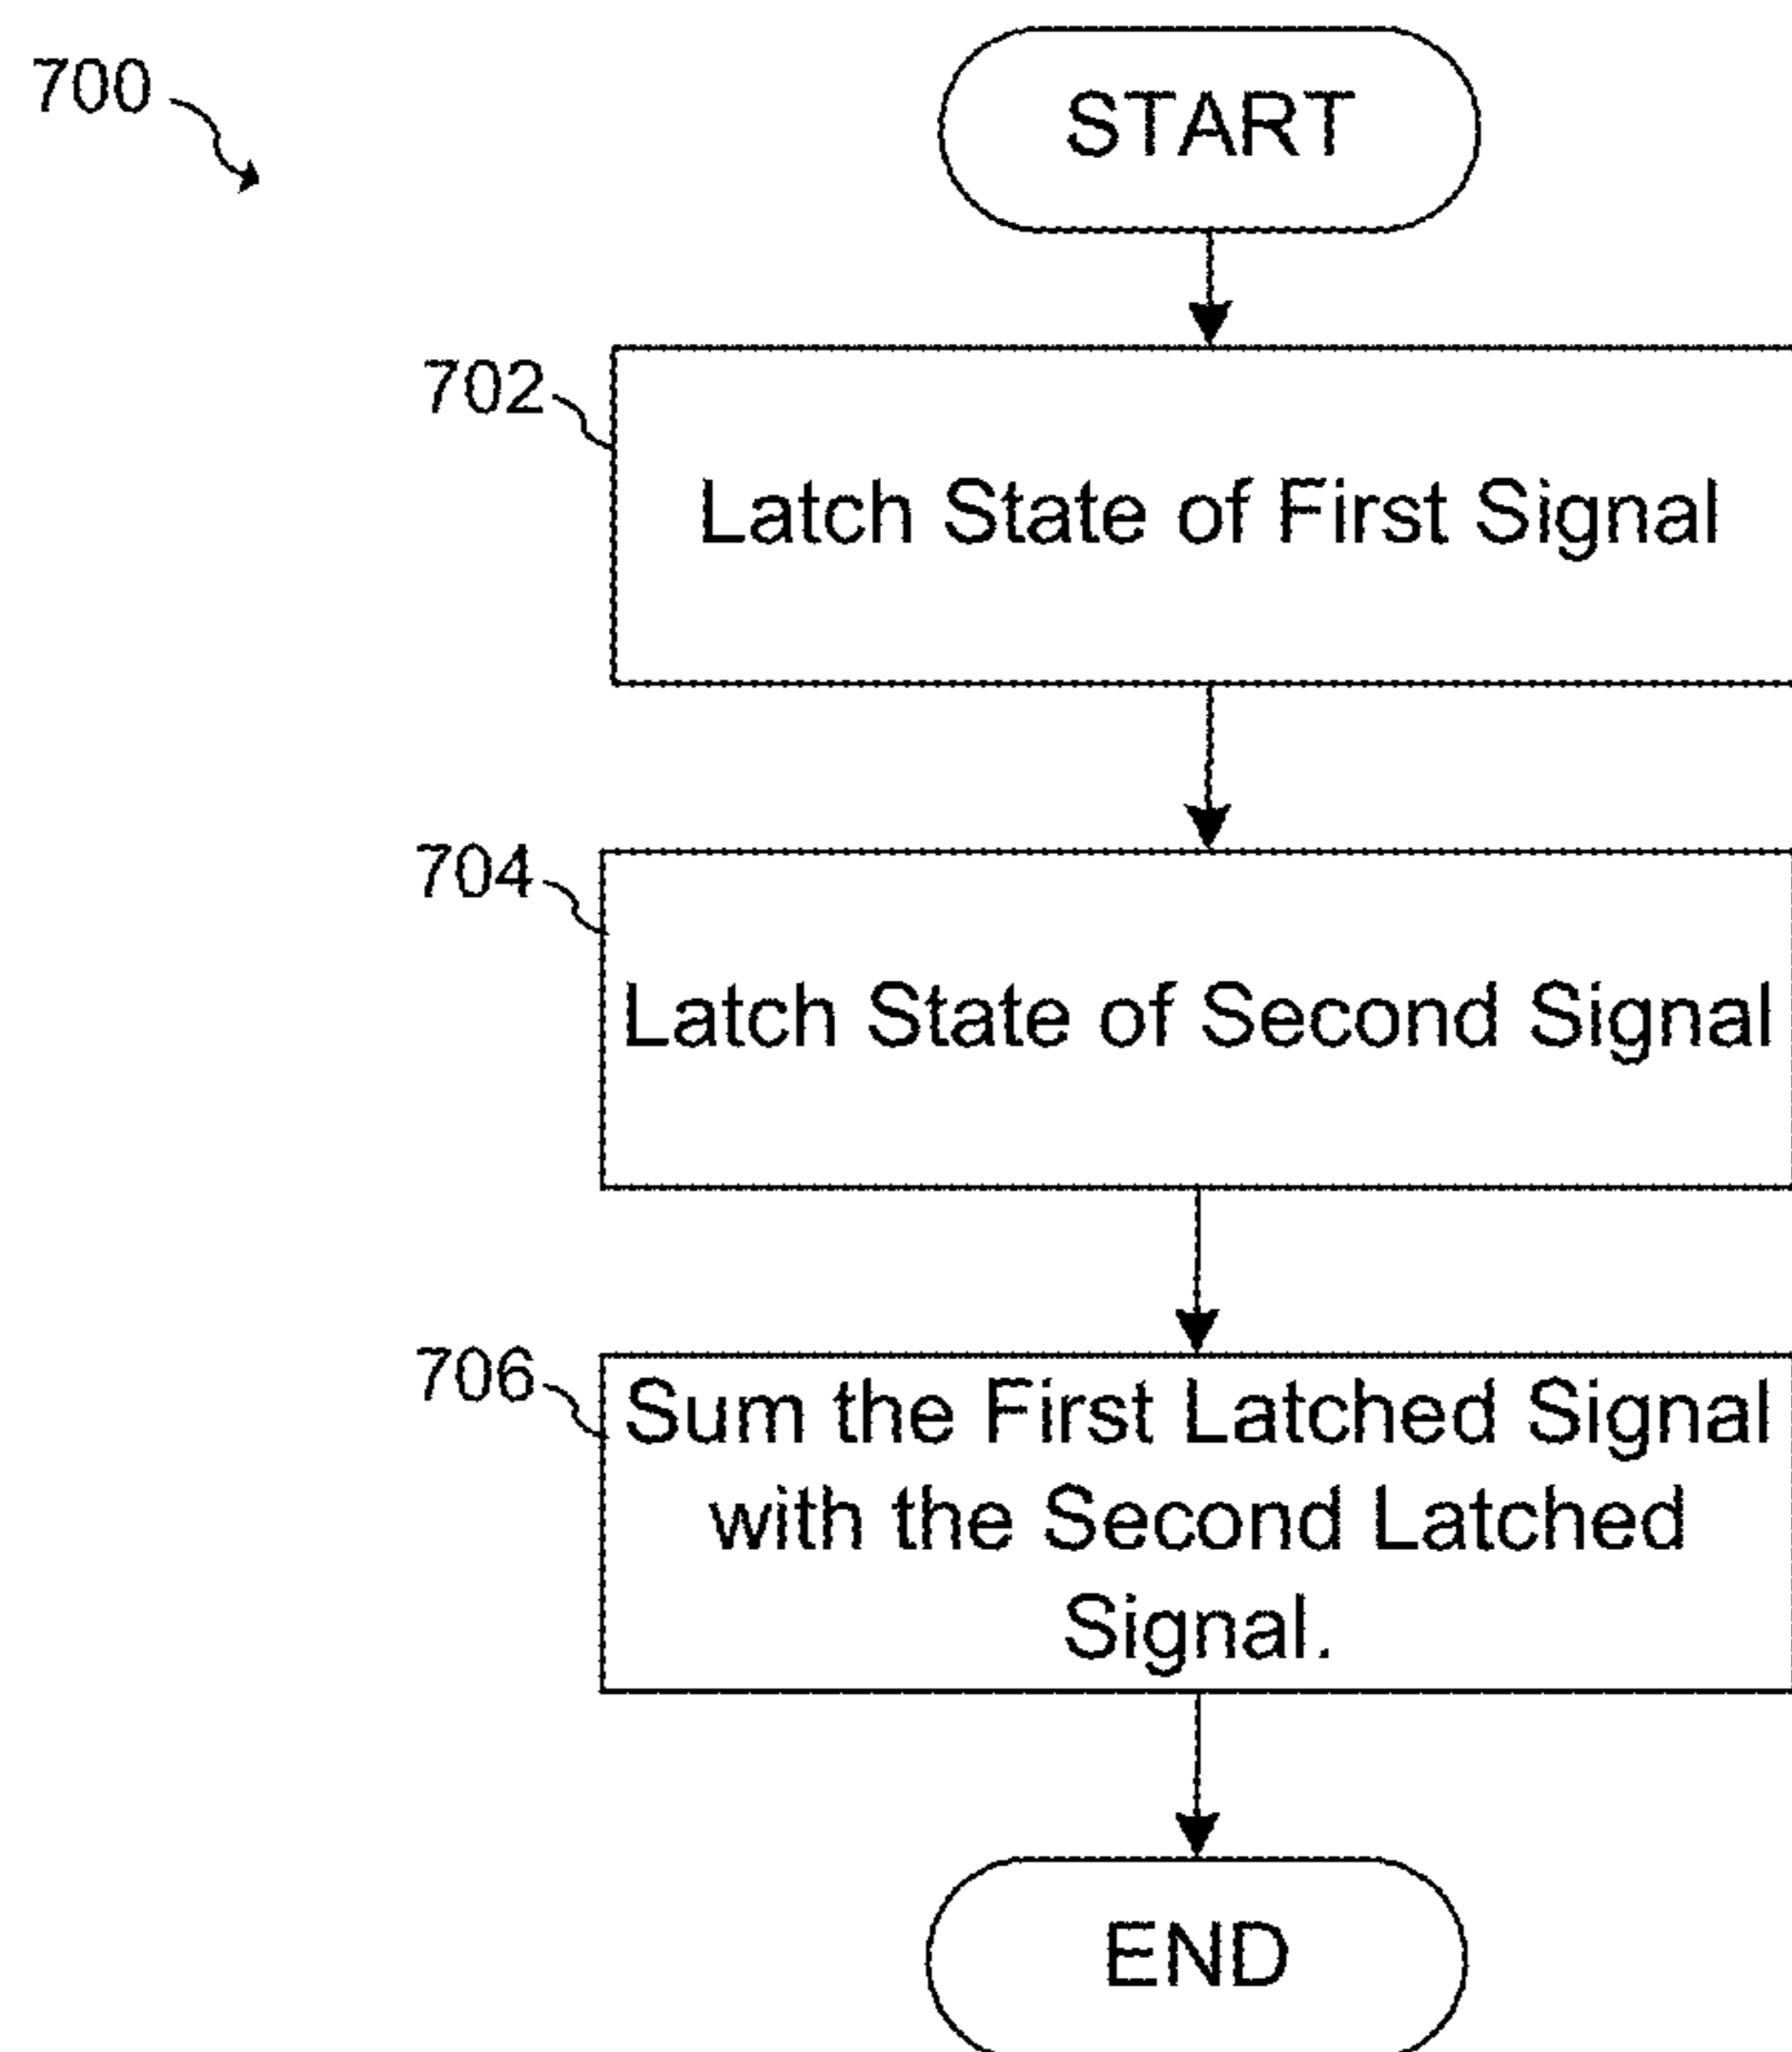 700
START
702
Latch State of First Signal
704
Latch State of Second Signal
706
Sum the First Latched Signal
with the Second Latched
Signal.
END